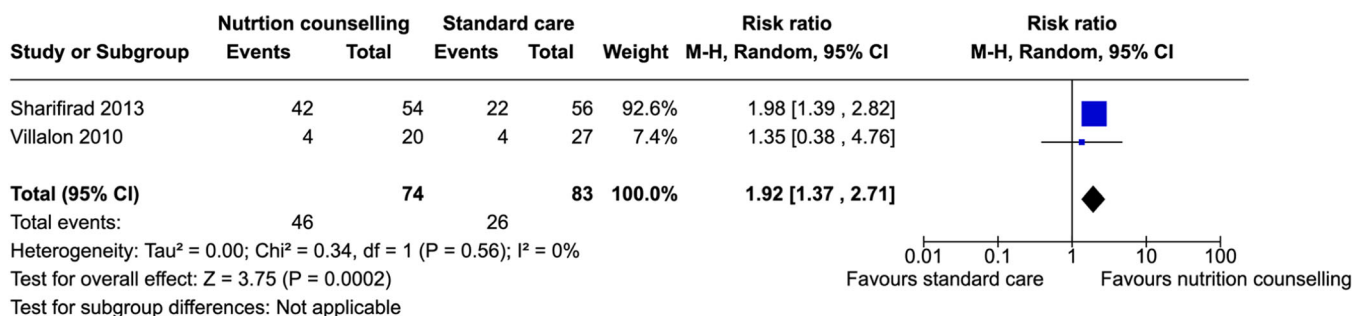 Nutrtion counselling Standard care Risk ratio Risk ratio
Study or Subgroup Events Total Events Total Weight M-H, Random, 95% CI M-H, Random, 95% CI
Sharifirad 2013 42 54 22 56 92.6% 1.98 [1.39 , 2.82]
Villalon 2010 4 20 4 27 7.4% 1.35 [0.38 , 4.76]
Total (95% CI) 74 83 100.0% 1.92 [1.37 , 2.71]
Total events: 46 26
Heterogeneity: Tau² = 0.00; Chi² = 0.34, df = 1 (P = 0.56); I² = 0%
0.01 0.1 1 10 100
Test for overall effect: Z = 3.75 (P = 0.0002) Favours standard care Favours nutrition counselling
Test for subgroup differences: Not applicable